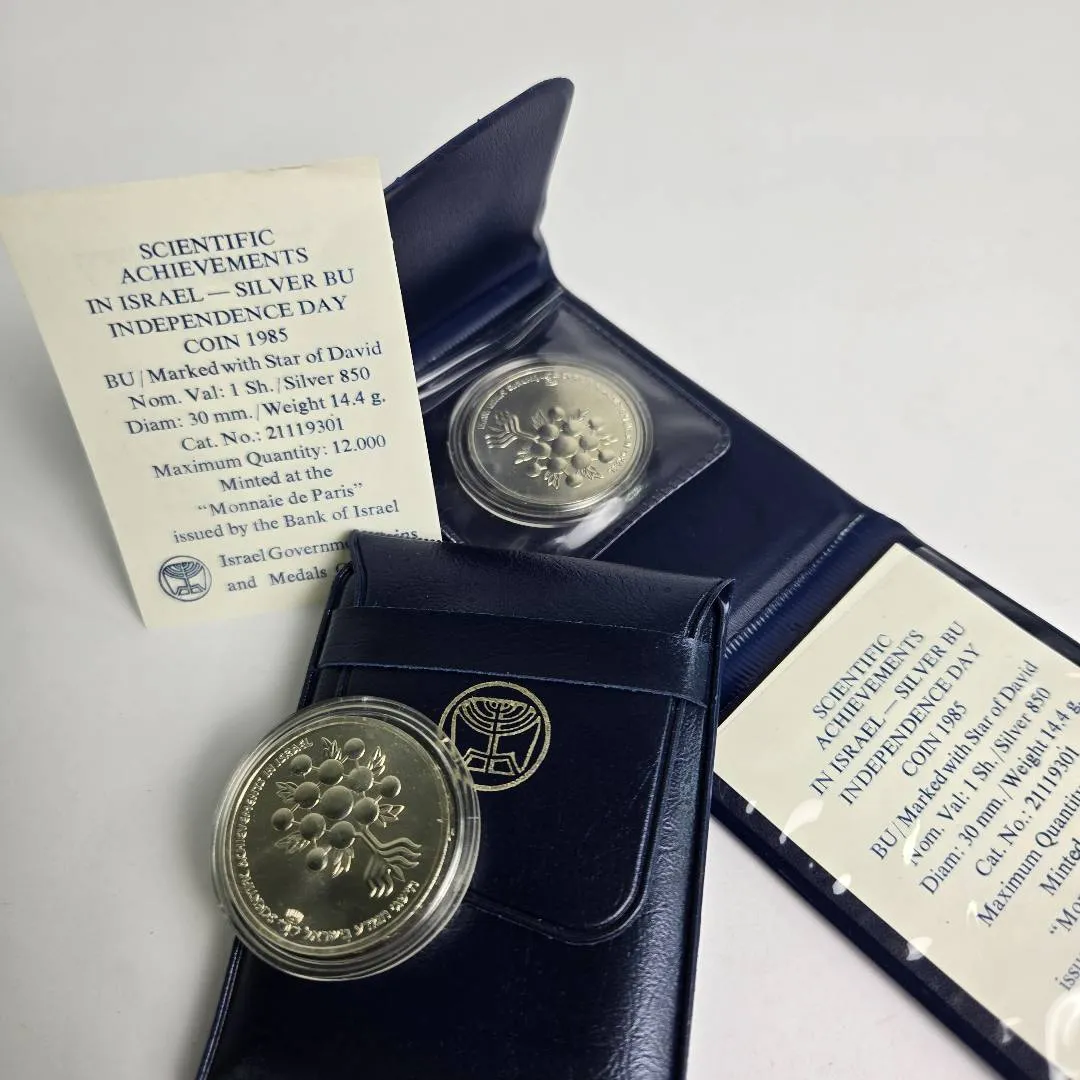 SCIENTIFIC
ACHIEVEMENTS
IN ISRAEL — SILVER BU
INDEPENDENCE DAY
COIN 1985
BU/Marked with Star of David
Nom. Val: 1 Sh./Silver 850
Diam: 30 mm./Weight 14.4 g.
Cat. No.: 21119301
Maximum Quantity: 12.000
Minted at the
“Monnaie de Paris”
issued by the Bank of Israel
Israel
and Medals
SCIENTIFIC ACHIEVEMENTS IN ISRAEL
SCIENTIFIC
ACHIEVEMENTS
IN ISRAEL — SILVER BU
INDEPENDENCE DAY
COIN 1985
BU/Marked with Star of David
Nom. Val: 1 Sh./Silver 850
Diam: 30 mm./Weight 14.4 g.
Cat. No.: 21119301
Maximum
Minted